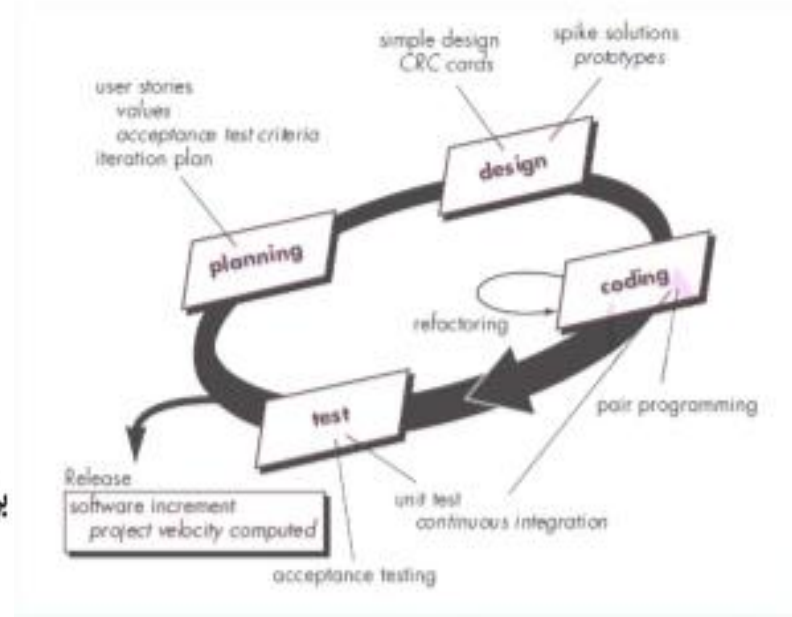 simple design
CRC cards
spike solutions
prototypes
user stories
values
acceptance test criteria
iteration plan
design
planning
coding
refactoring
test
pair programming
Release
software increment
project velocity computed
unit test
continuous integration
acceptance testing